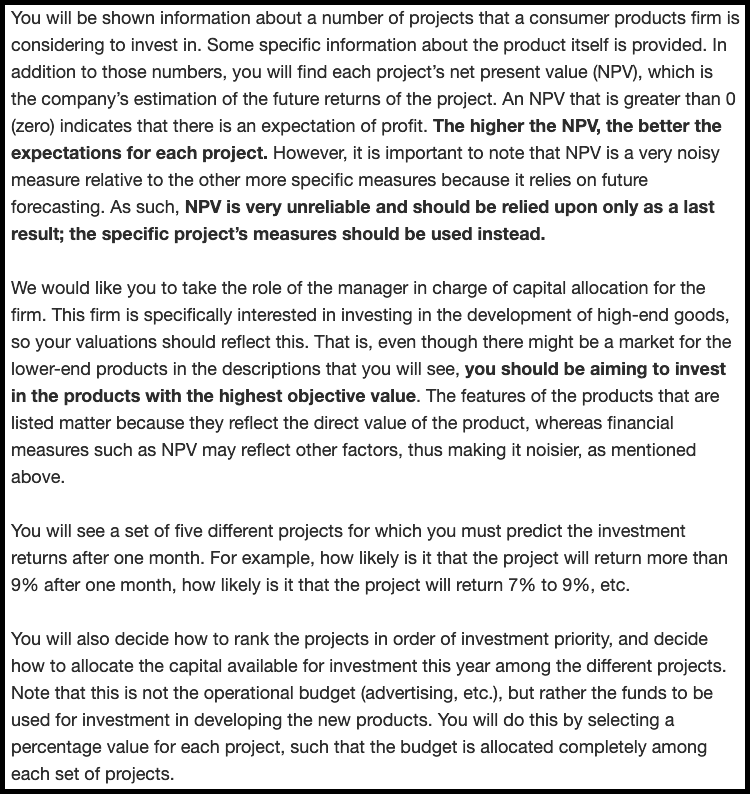 You will be shown information about a number of projects that a consumer products firm is
considering to invest in. Some specific information about the product itself is provided. In
addition to those numbers, you will find each project's net present value (NPV), which is
the company's estimation of the future returns of the project. An NPV that is greater than 0
(zero) indicates that there is an expectation of profit. The higher the NPV, the better the
expectations for each project. However, it is important to note that NPV is a very noisy
measure relative to the other more specific measures because it relies on future
forecasting. As such, NPV is very unreliable and should be relied upon only as a last
result; the specific project's measures should be used instead.
We would like you to take the role of the manager in charge of capital allocation for the
firm. This firm is specifically interested in investing in the development of high-end goods,
so your valuations should reflect this. That is, even though there might be a market for the
lower-end products in the descriptions that you will see, you should be aiming to invest
in the products with the highest objective value. The features of the products that are
listed matter because they reflect the direct value of the product, whereas financial
measures such as NPV may reflect other factors, thus making it noisier, as mentioned
above.
You will see a set of five different projects for which you must predict the investment
returns after one month. For example, how likely is it that the project will return more than
9% after one month, how likely is it that the project will return 7% to 9%, etc.
You will also decide how to rank the projects in order of investment priority, and decide
how to allocate the capital available for investment this year among the different projects.
Note that this is not the operational budget (advertising, etc.), but rather the funds to be
used for investment in developing the new products. You will do this by selecting a
percentage value for each project, such that the budget is allocated completely among
each set of projects.